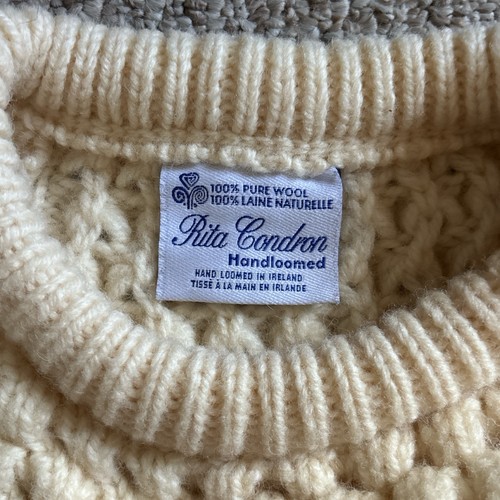 100% PURE WOOL
100% LAINE NATURELLE
Rita Condron
Handloomed
HAND LOOMED IN IRELAND
TISSÉ À LA MAIN EN IRLANDE